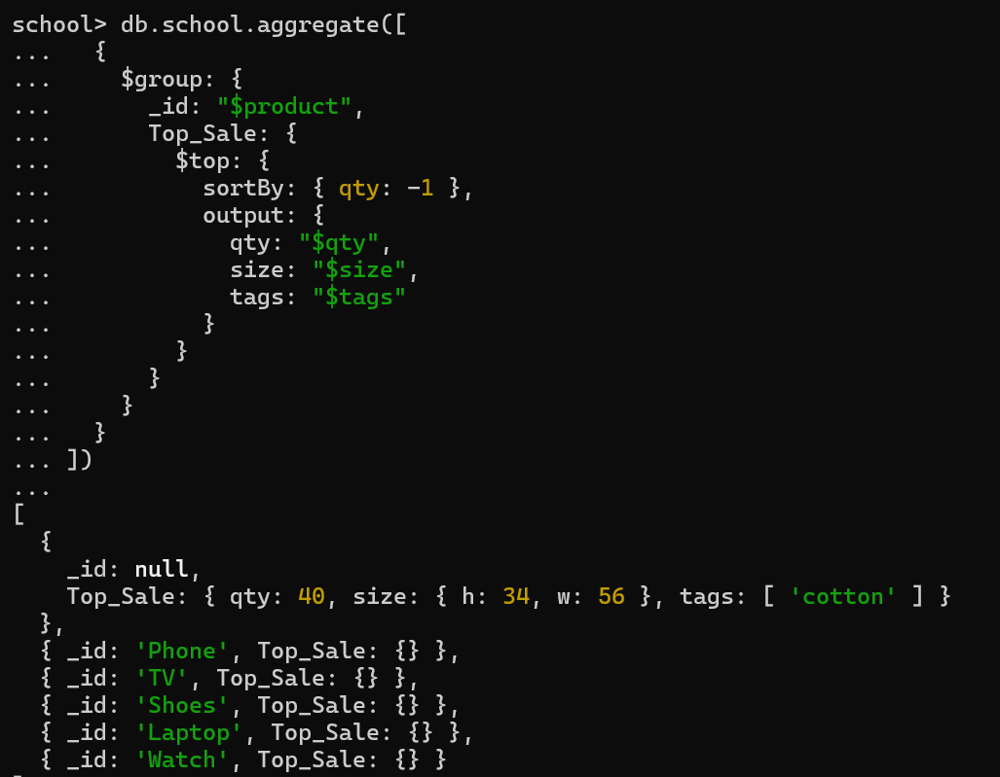 school> db.school.aggregate([
...   {
...     $group: {
...       _id: "$product",
...       Top_Sale: {
...         $top: {
...           sortBy: { qty: -1 },
...           output: {
...             qty: "$qty",
...             size: "$size",
...             tags: "$tags"
...           }
...         }
...       }
...     }
...   }
... ])
...
[
  {
    _id: null,
    Top_Sale: { qty: 40, size: { h: 34, w: 56 }, tags: [ 'cotton' ] }
  },
  { _id: 'Phone', Top_Sale: {} },
  { _id: 'TV', Top_Sale: {} },
  { _id: 'Shoes', Top_Sale: {} },
  { _id: 'Laptop', Top_Sale: {} },
  { _id: 'Watch', Top_Sale: {} }